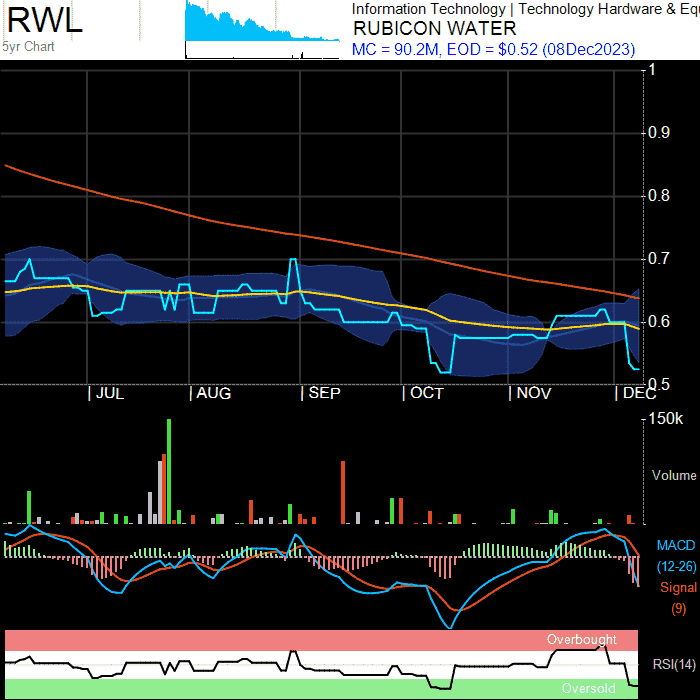 RWL
5yr Chart
Information Technology | Technology Hardware & Equ
RUBICON WATER
MC = 90.2M, EOD = $0.52 (08Dec2023)
1
0.9
0.8
0.7
0.6
0.5
| JUL | AUG | SEP | OCT | NOV | DEC
150k
Volume
MACD
(12-26)
Signal
(9)
Overbought
RSI(14)
Oversold